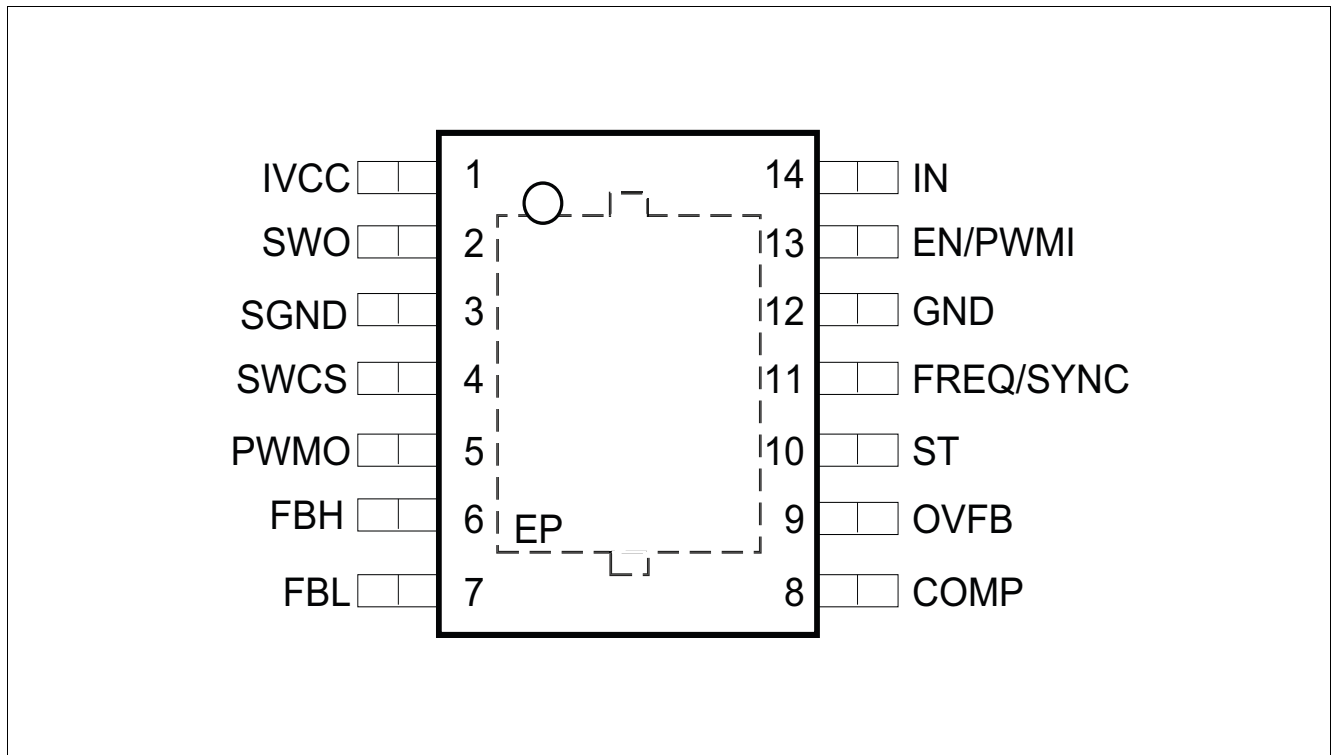 IVCC 1 14 IN
SWO 2 13 EN/PWMI
SGND 3 12 GND
SWCS 4 11 FREQ/SYNC
PWMO 5 10 ST
FBH 6 EP 9 OVFB
FBL 7 8 COMP